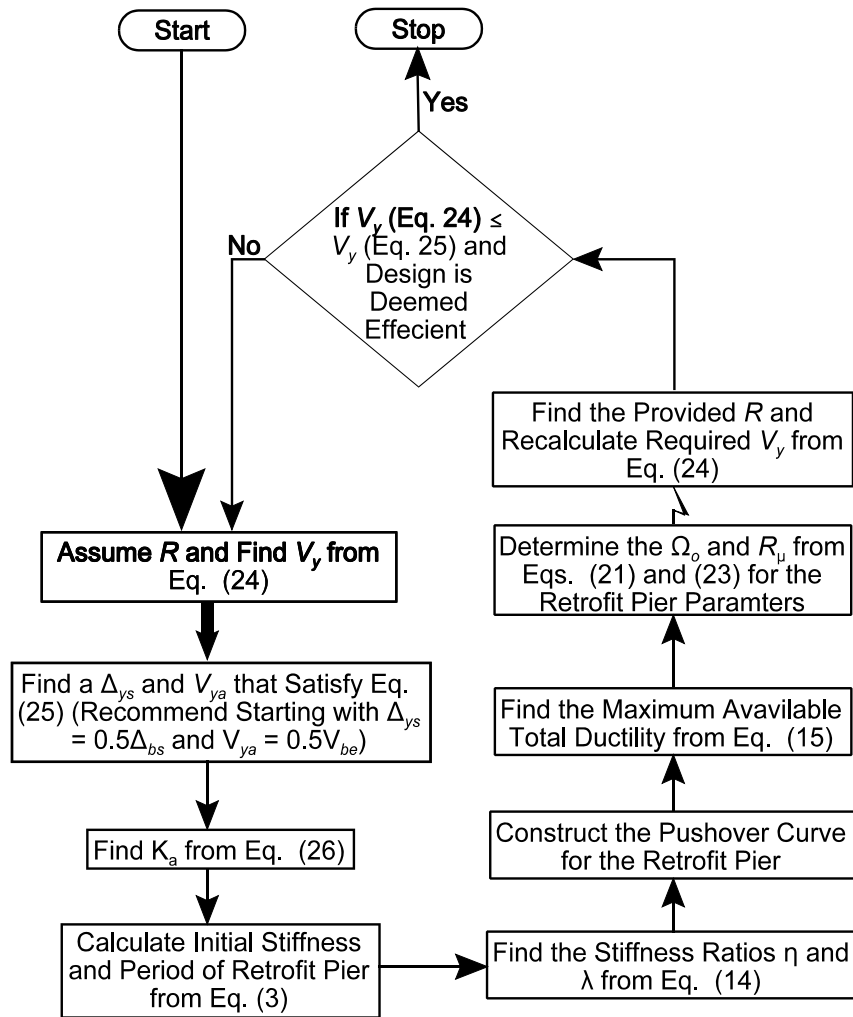 Start
Stop
Yes
If V_y (Eq. 24) ≤
V_y (Eq. 25) and
Design is
Deemed
Effecient
No
Assume R and Find V_y from
Eq. (24)
Find a Δ_ys and V_ya that Satisfy Eq.
(25) (Recommend Starting with Δ_ys
= 0.5Δ_bs and V_ya = 0.5V_be)
Find K_a from Eq. (26)
Calculate Initial Stiffness
and Period of Retrofit Pier
from Eq. (3)
Find the Stiffness Ratios η and
λ from Eq. (14)
Construct the Pushover Curve
for the Retrofit Pier
Find the Maximum Avavilable
Total Ductility from Eq. (15)
Determine the Ω_o and R_μ from
Eqs. (21) and (23) for the
Retrofit Pier Paramters
Find the Provided R and
Recalculate Required V_y from
Eq. (24)